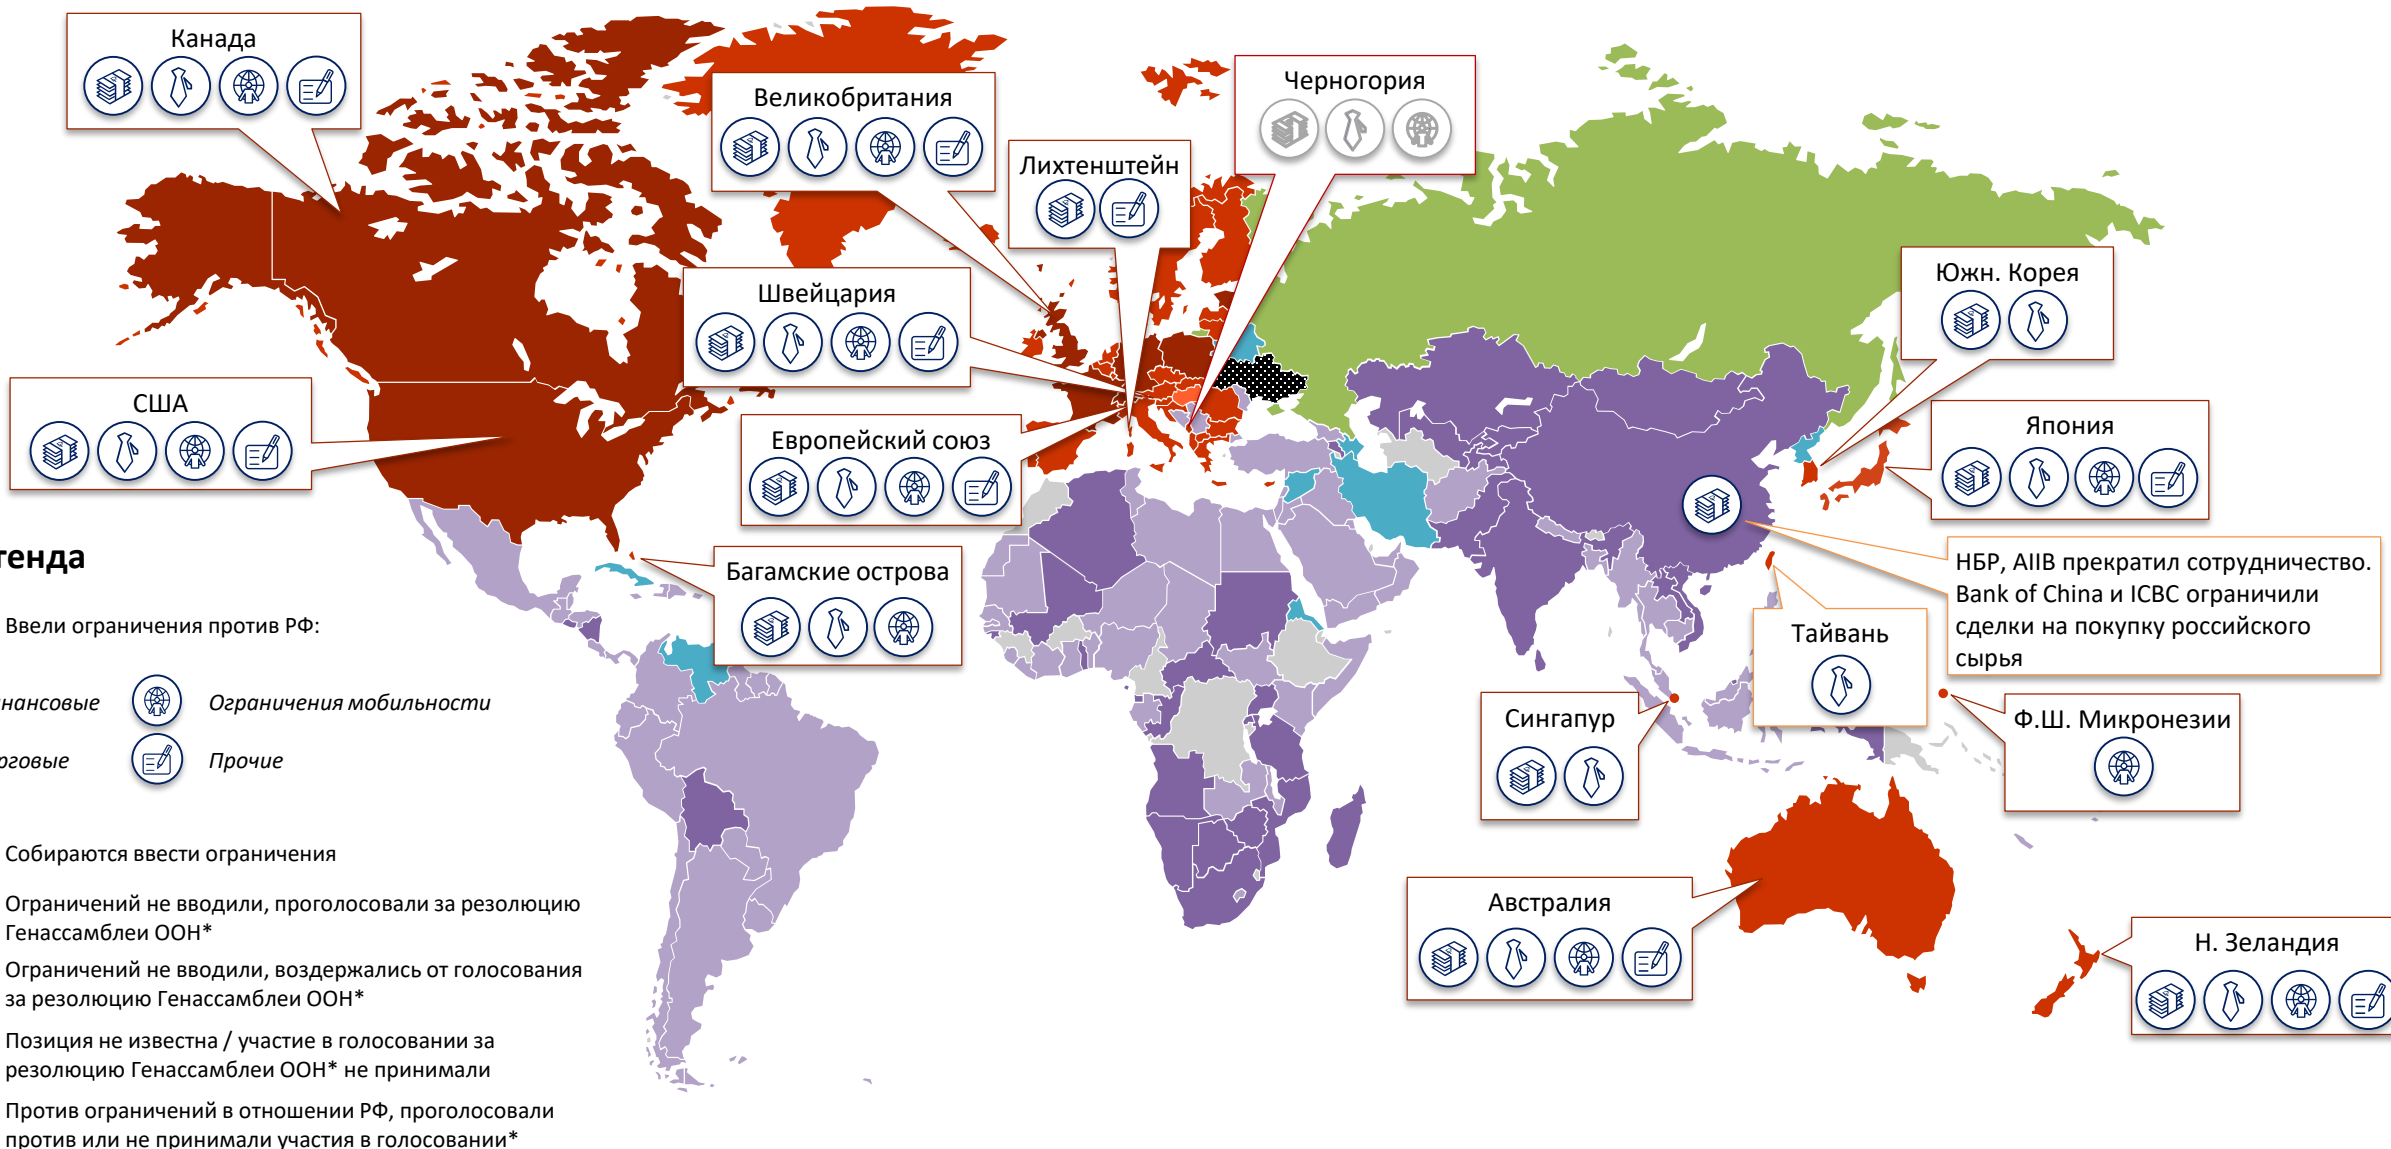 Канада
Великобритания
Черногория
Лихтенштейн
Южн. Корея
Швейцария
США
Европейский союз
Япония
Багамские острова
НБР, AIIB прекратил сотрудничество.
Bank of China и ICBC ограничили
сделки на покупку российского
сырья
Тайвань
Сингапур
Ф.Ш. Микронезии
Австралия
Н. Зеландия
генда
Ввели ограничения против РФ:
нансовые
Ограничения мобильности
рговые
Прочие
Собираются ввести ограничения
Ограничений не вводили, проголосовали за резолюцию
Генассамблеи ООН*
Ограничений не вводили, воздержались от голосования
за резолюцию Генассамблеи ООН*
Позиция не известна / участие в голосовании за
резолюцию Генассамблеи ООН* не принимали
Против ограничений в отношении РФ, проголосовали
против или не принимали участия в голосовании*